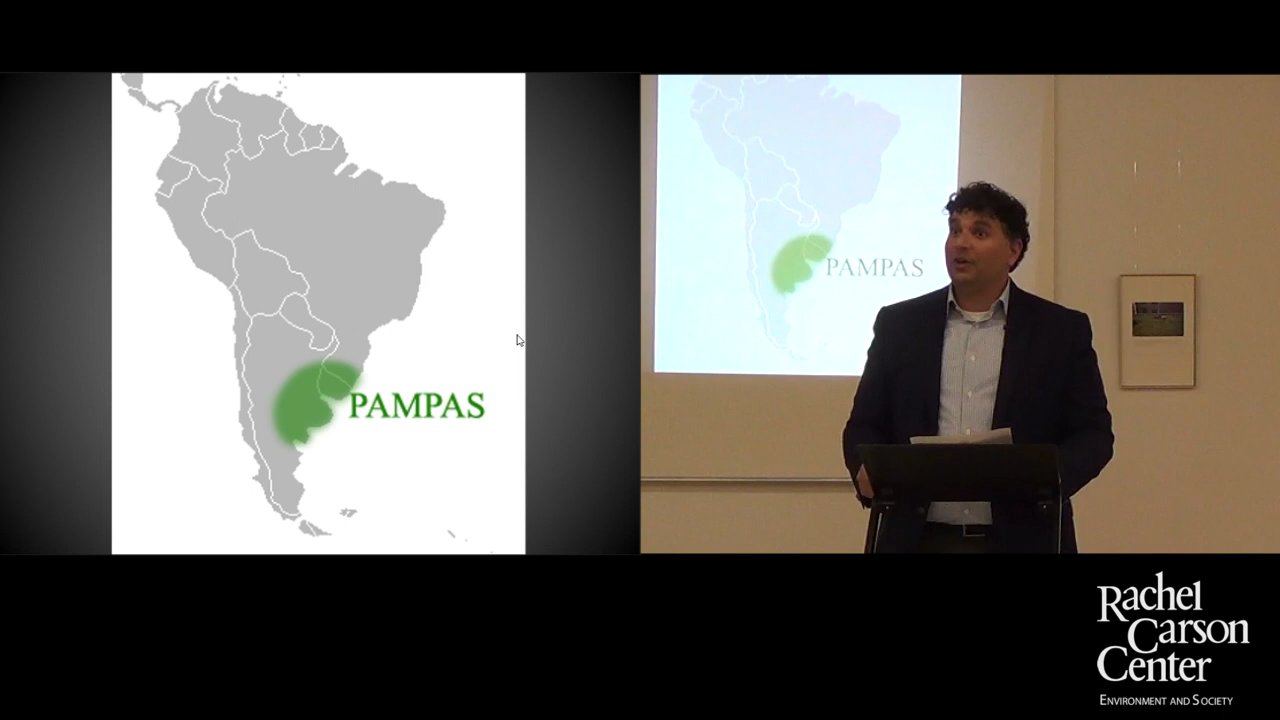 PAMPAS
PAMPAS
Rachel
Carson
Center
ENVIRONMENT AND SOCIETY